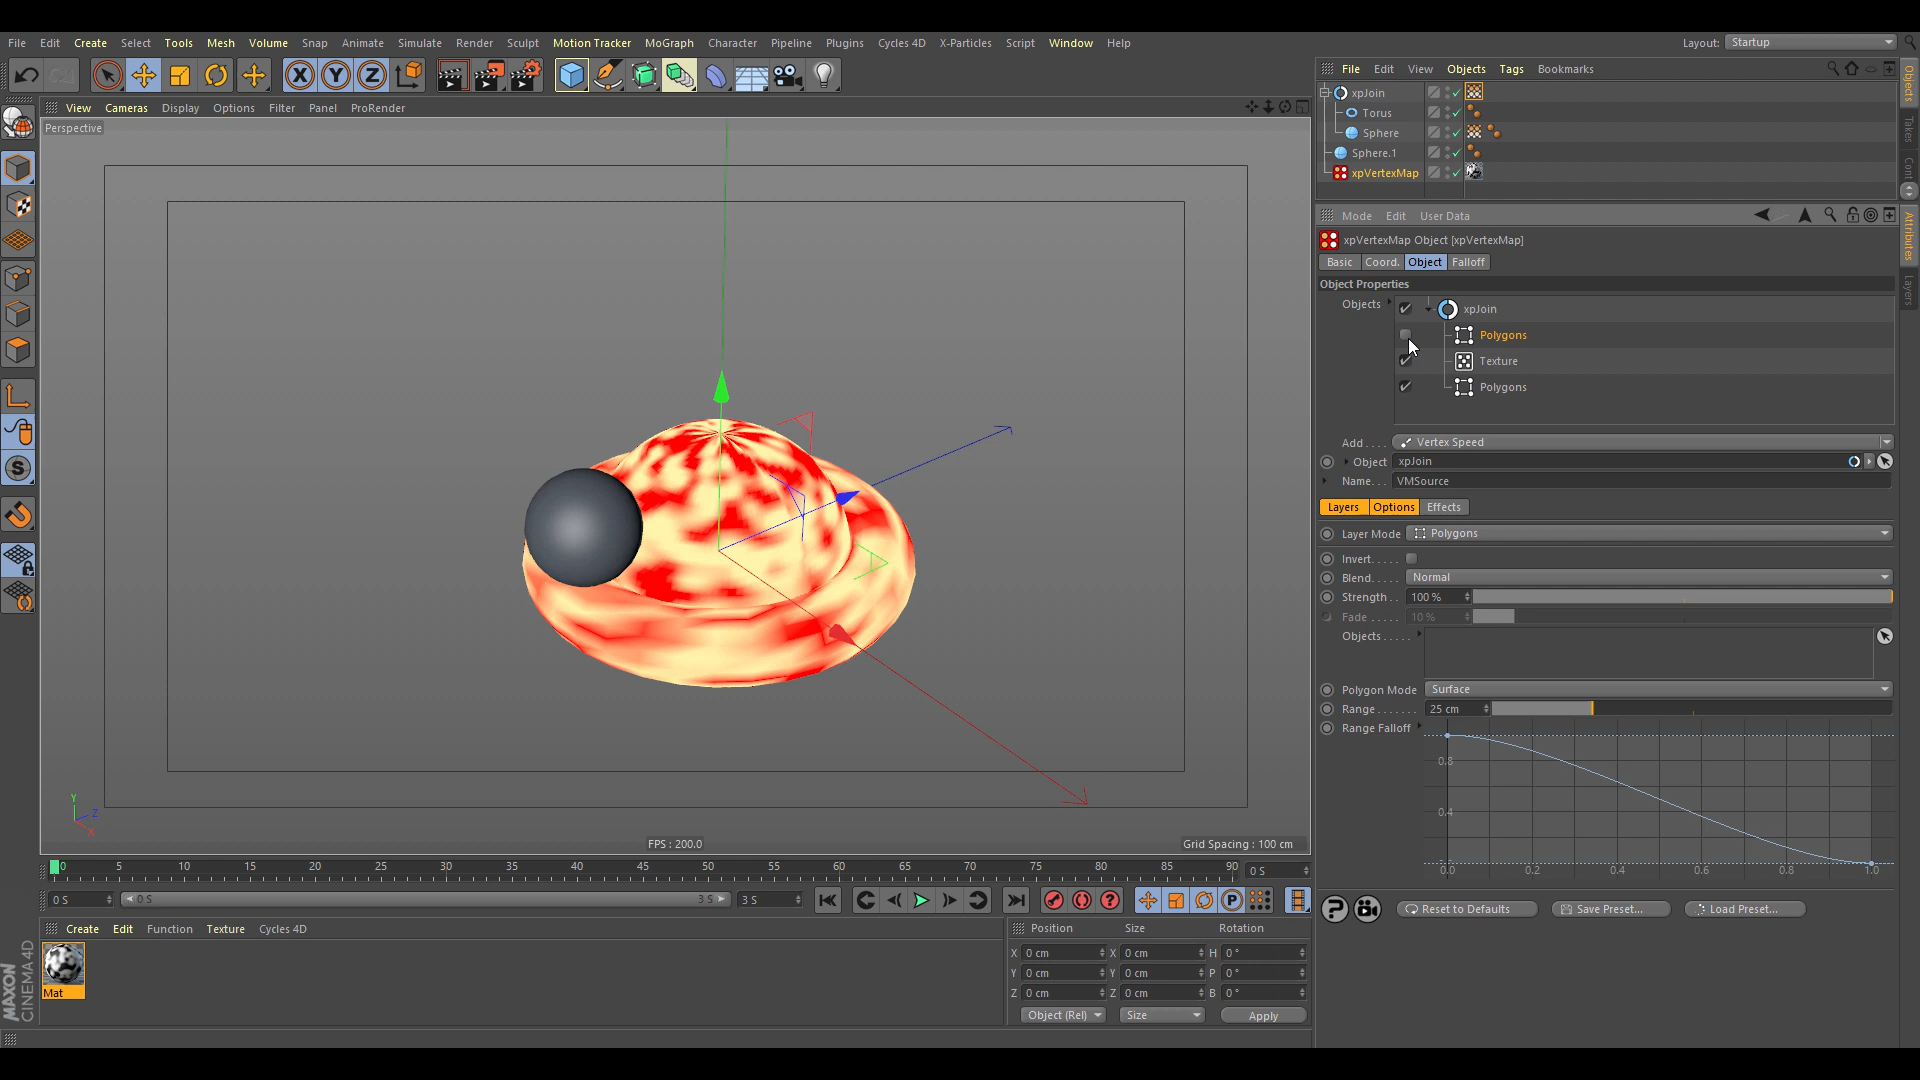 File Edit Create Select Tools Mesh Volume Snap Animate Simulate Render Sculpt Motion Tracker MoGraph Character Pipeline Plugins Cycles 4D X-Particles Script Window Help Layout: Startup
X Y Z
File Edit View Objects Tags Bookmarks
xpJoin
Torus
Sphere
Sphere.1
xpVertexMap
Objects
Takes
Cont
View Cameras Display Options Filter Panel ProRender
Perspective
Mode Edit User Data
xpVertexMap Object [xpVertexMap]
Basic Coord. Object Falloff
Object Properties
Objects
xpJoin
Polygons
Texture
Polygons
Attributes
Layers
Add.... Vertex Speed
Object xpJoin
Name... VMSource
Layers Options Effects
Layer Mode Polygons
Invert....
Blend..... Normal
Strength.. 100 %
Fade ..... 10 %
Objects.....
Polygon Mode Surface
Range....... 25 cm
Range Falloff
0.8
0.4
0.0 0.2 0.4 0.6 0.8 1.0
Reset to Defaults Save Preset... Load Preset...
S
Y
Z
X
FPS : 200.0
Grid Spacing : 100 cm
0 5 10 15 20 25 30 35 40 45 50 55 60 65 70 75 80 85 90 0 S
0 S 0 S 3 S 3 S
P
Create Edit Function Texture Cycles 4D
Mat
Position Size Rotation
X 0 cm X 0 cm H 0 °
Y 0 cm Y 0 cm P 0 °
Z 0 cm Z 0 cm B 0 °
Object (Rel) Size Apply
MAXON
CINEMA 4D